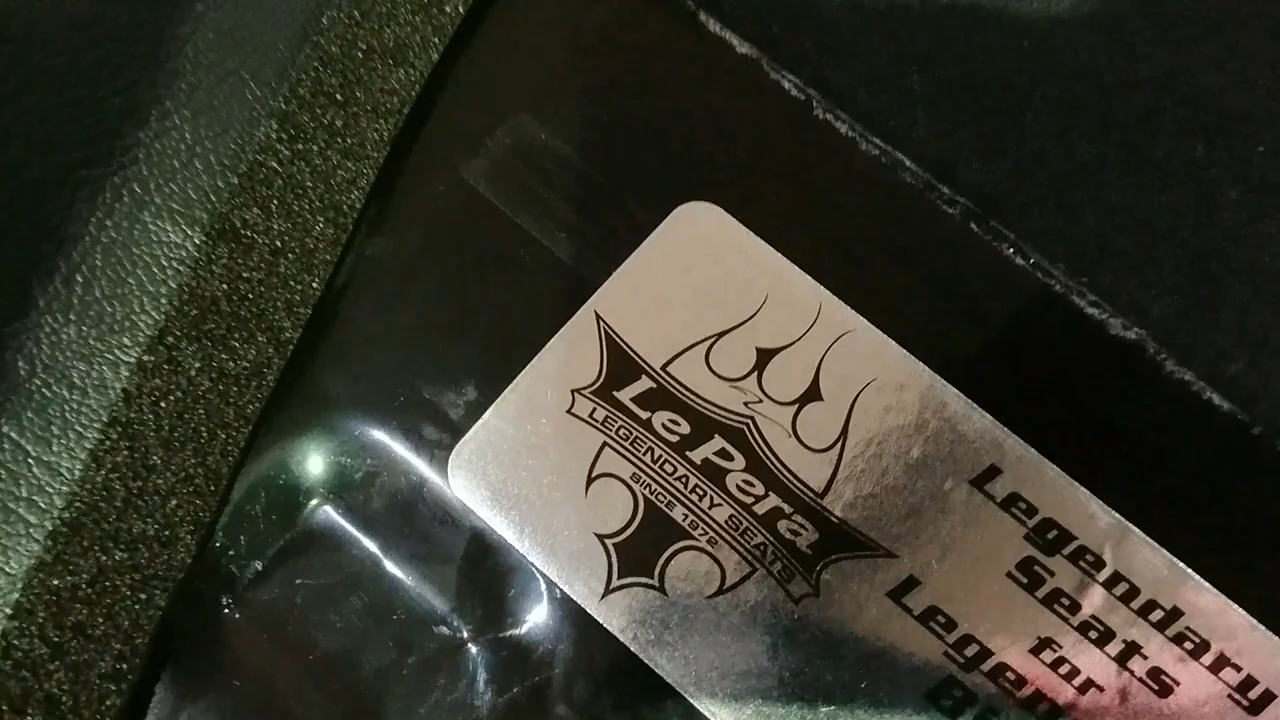 Le Pera
LEGENDARY SEATS
SINCE 1972
Legendary
Seats
for